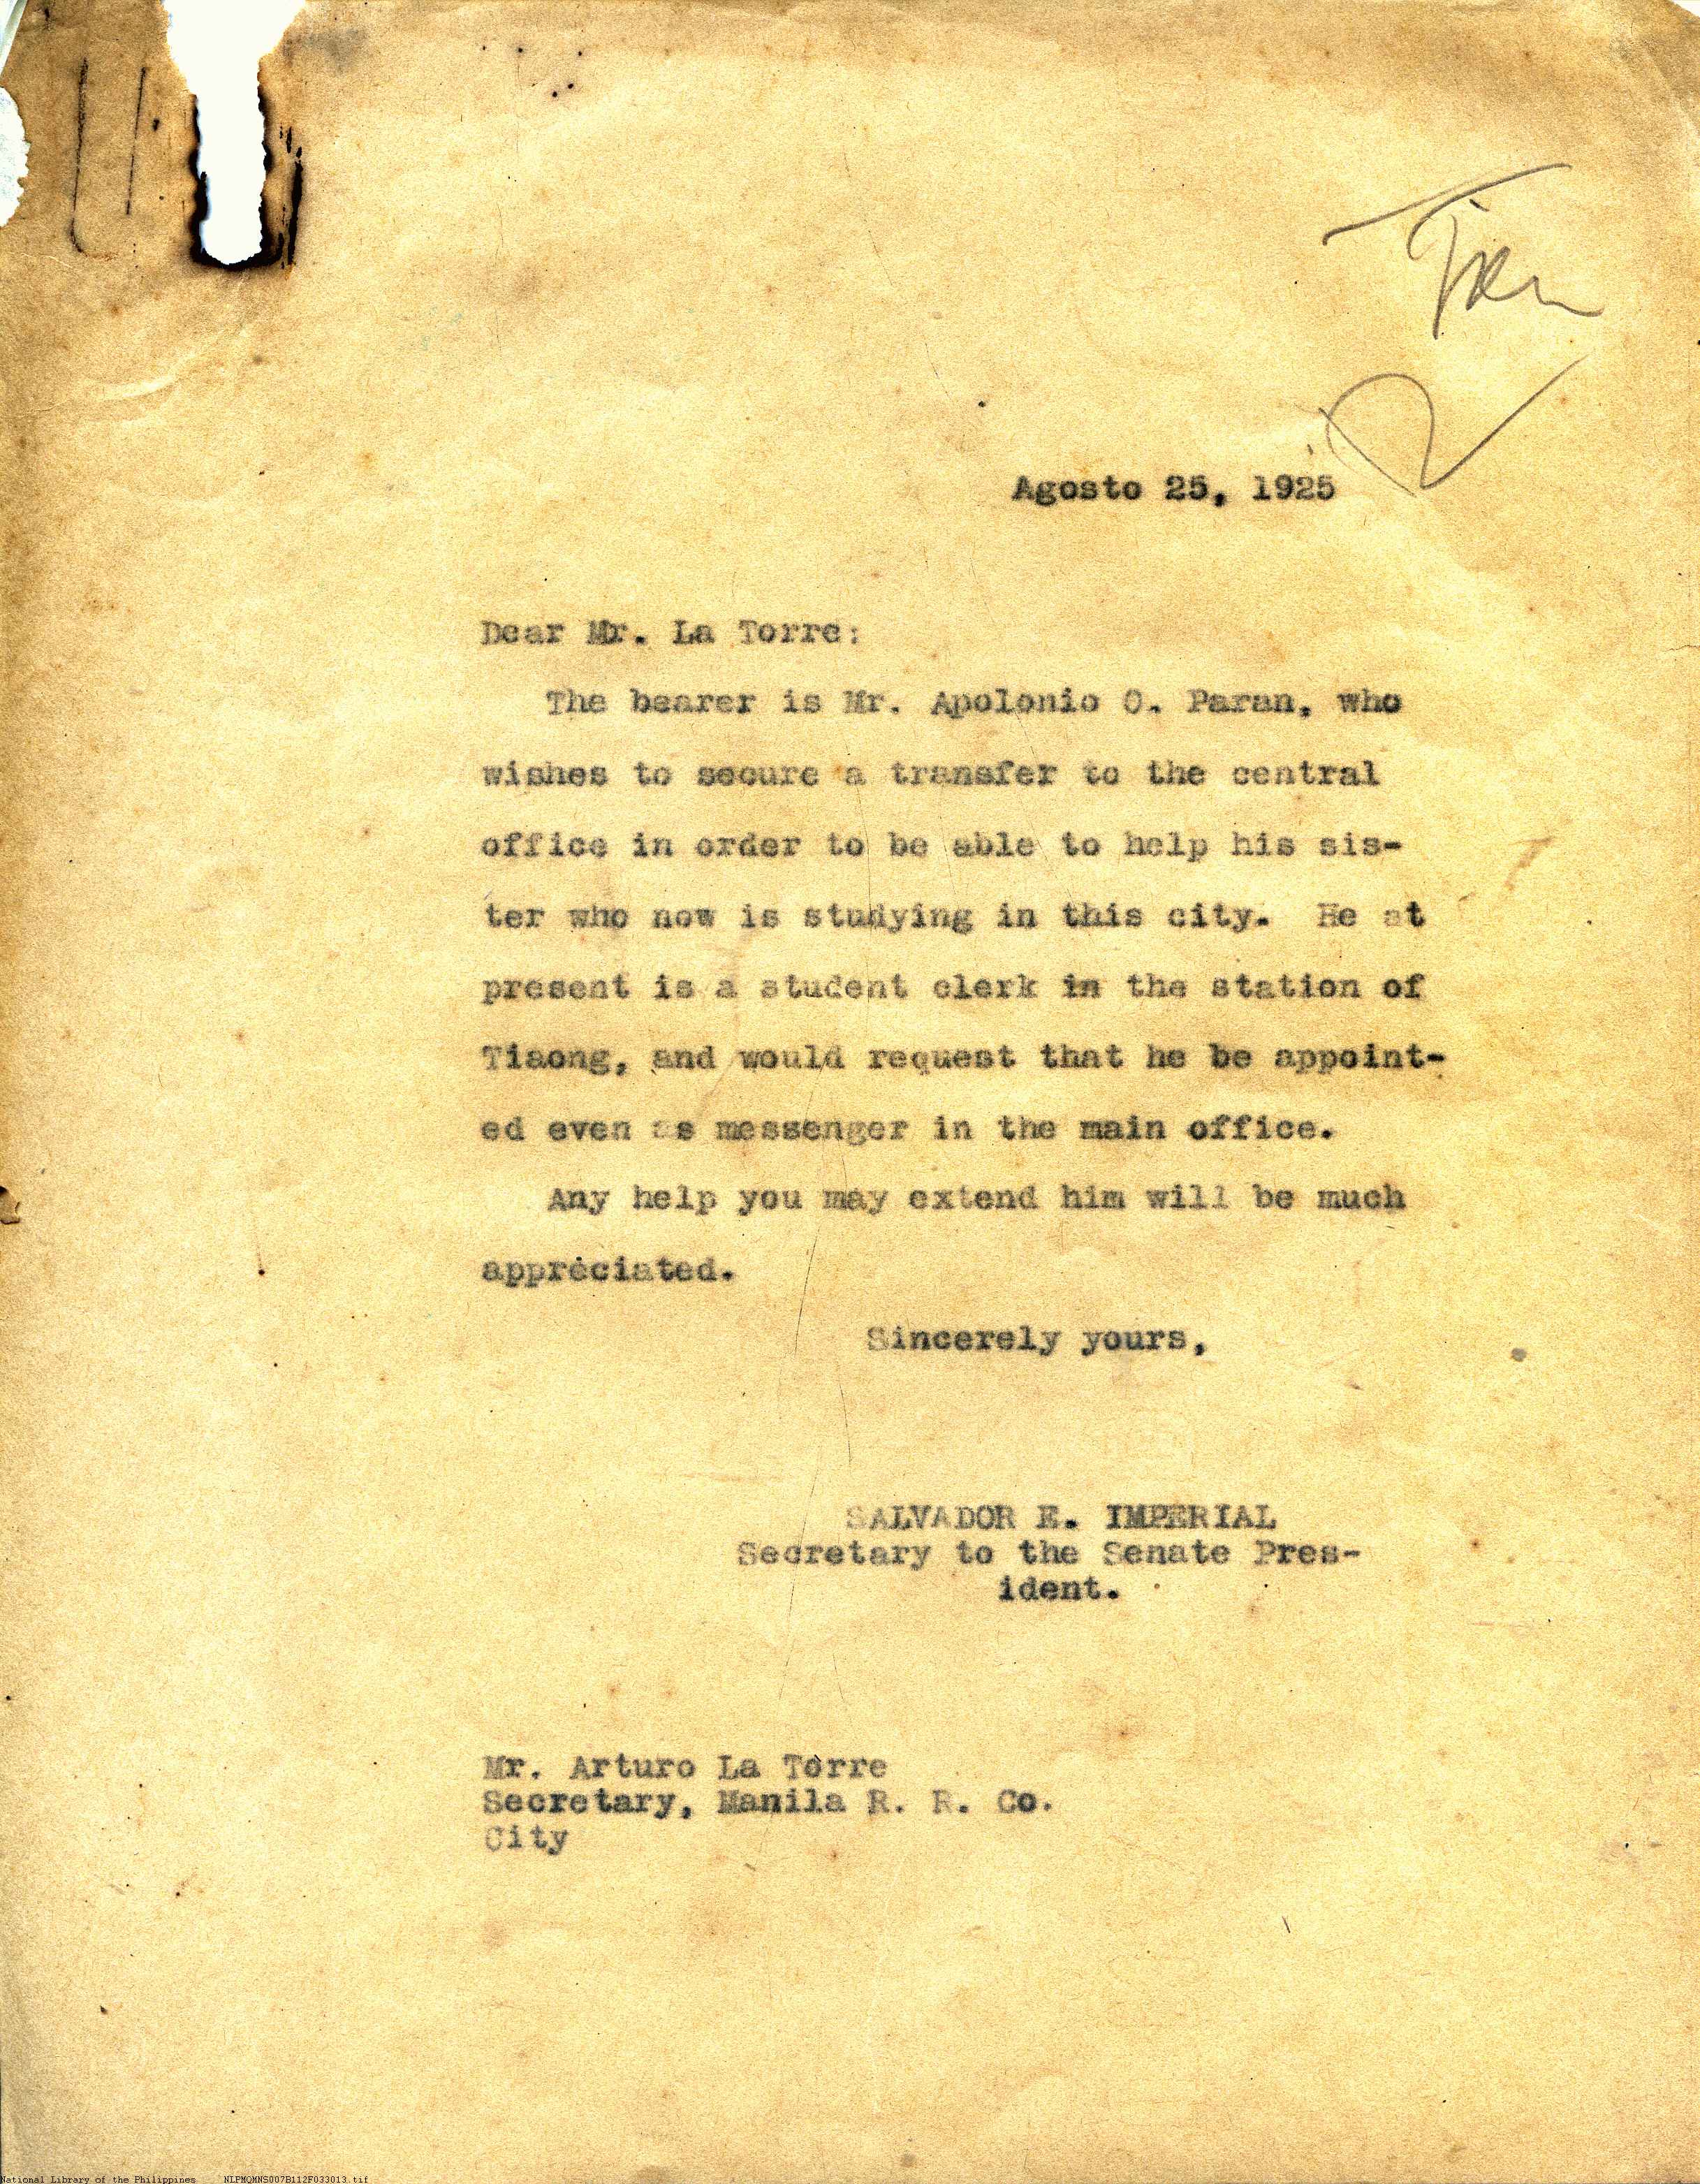 Agosto 25, 1925
Dear Mr. La Torre:
The bearer is Mr. Apolonio O. Paran, who
wishes to secure a transfer to the central
office in order to be able to help his sis-
ter who now is studying in this city. He at
present is a student clerk in the station of
Tiaong, and would request that he be appoint-
ed even as messenger in the main office.
Any help you may extend him will be much
appreciated.
Sincerely yours,
SALVADOR E. IMPERIAL
Secretary to the Senate Pres-
ident.
Mr. Arturo La Torre
Secretary, Manila R. R. Co.
City
National Library of the Philippines NLPMQMNS007B112F033013.tif